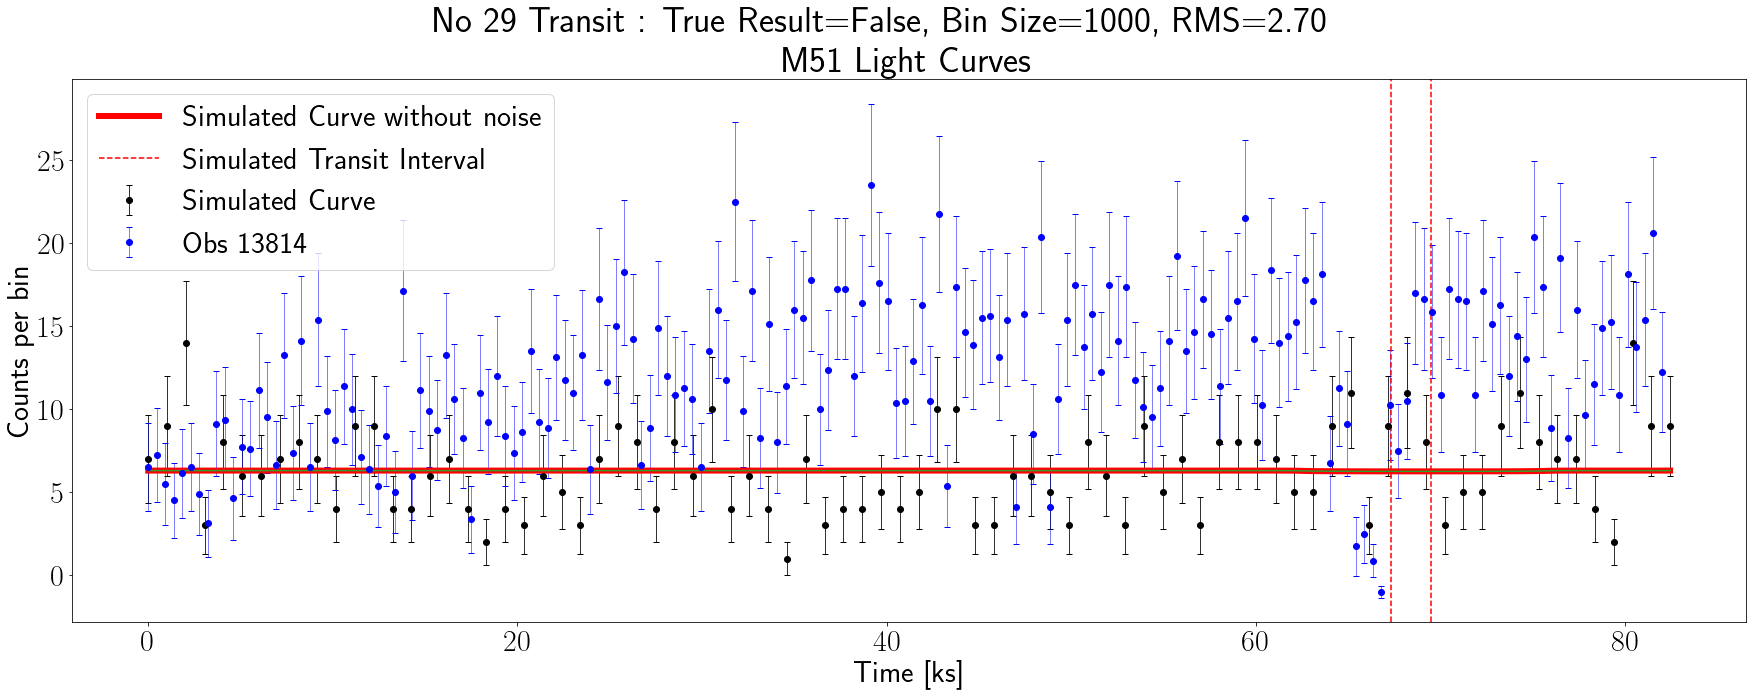 No 29 Transit : True Result=False, Bin Size=1000, RMS=2.70
M51 Light Curves
Simulated Curve without noise
Simulated Transit Interval
Simulated Curve
Obs 13814
Counts per bin
25
20
15
10
5
0
0 20 40 60 80
Time [ks]